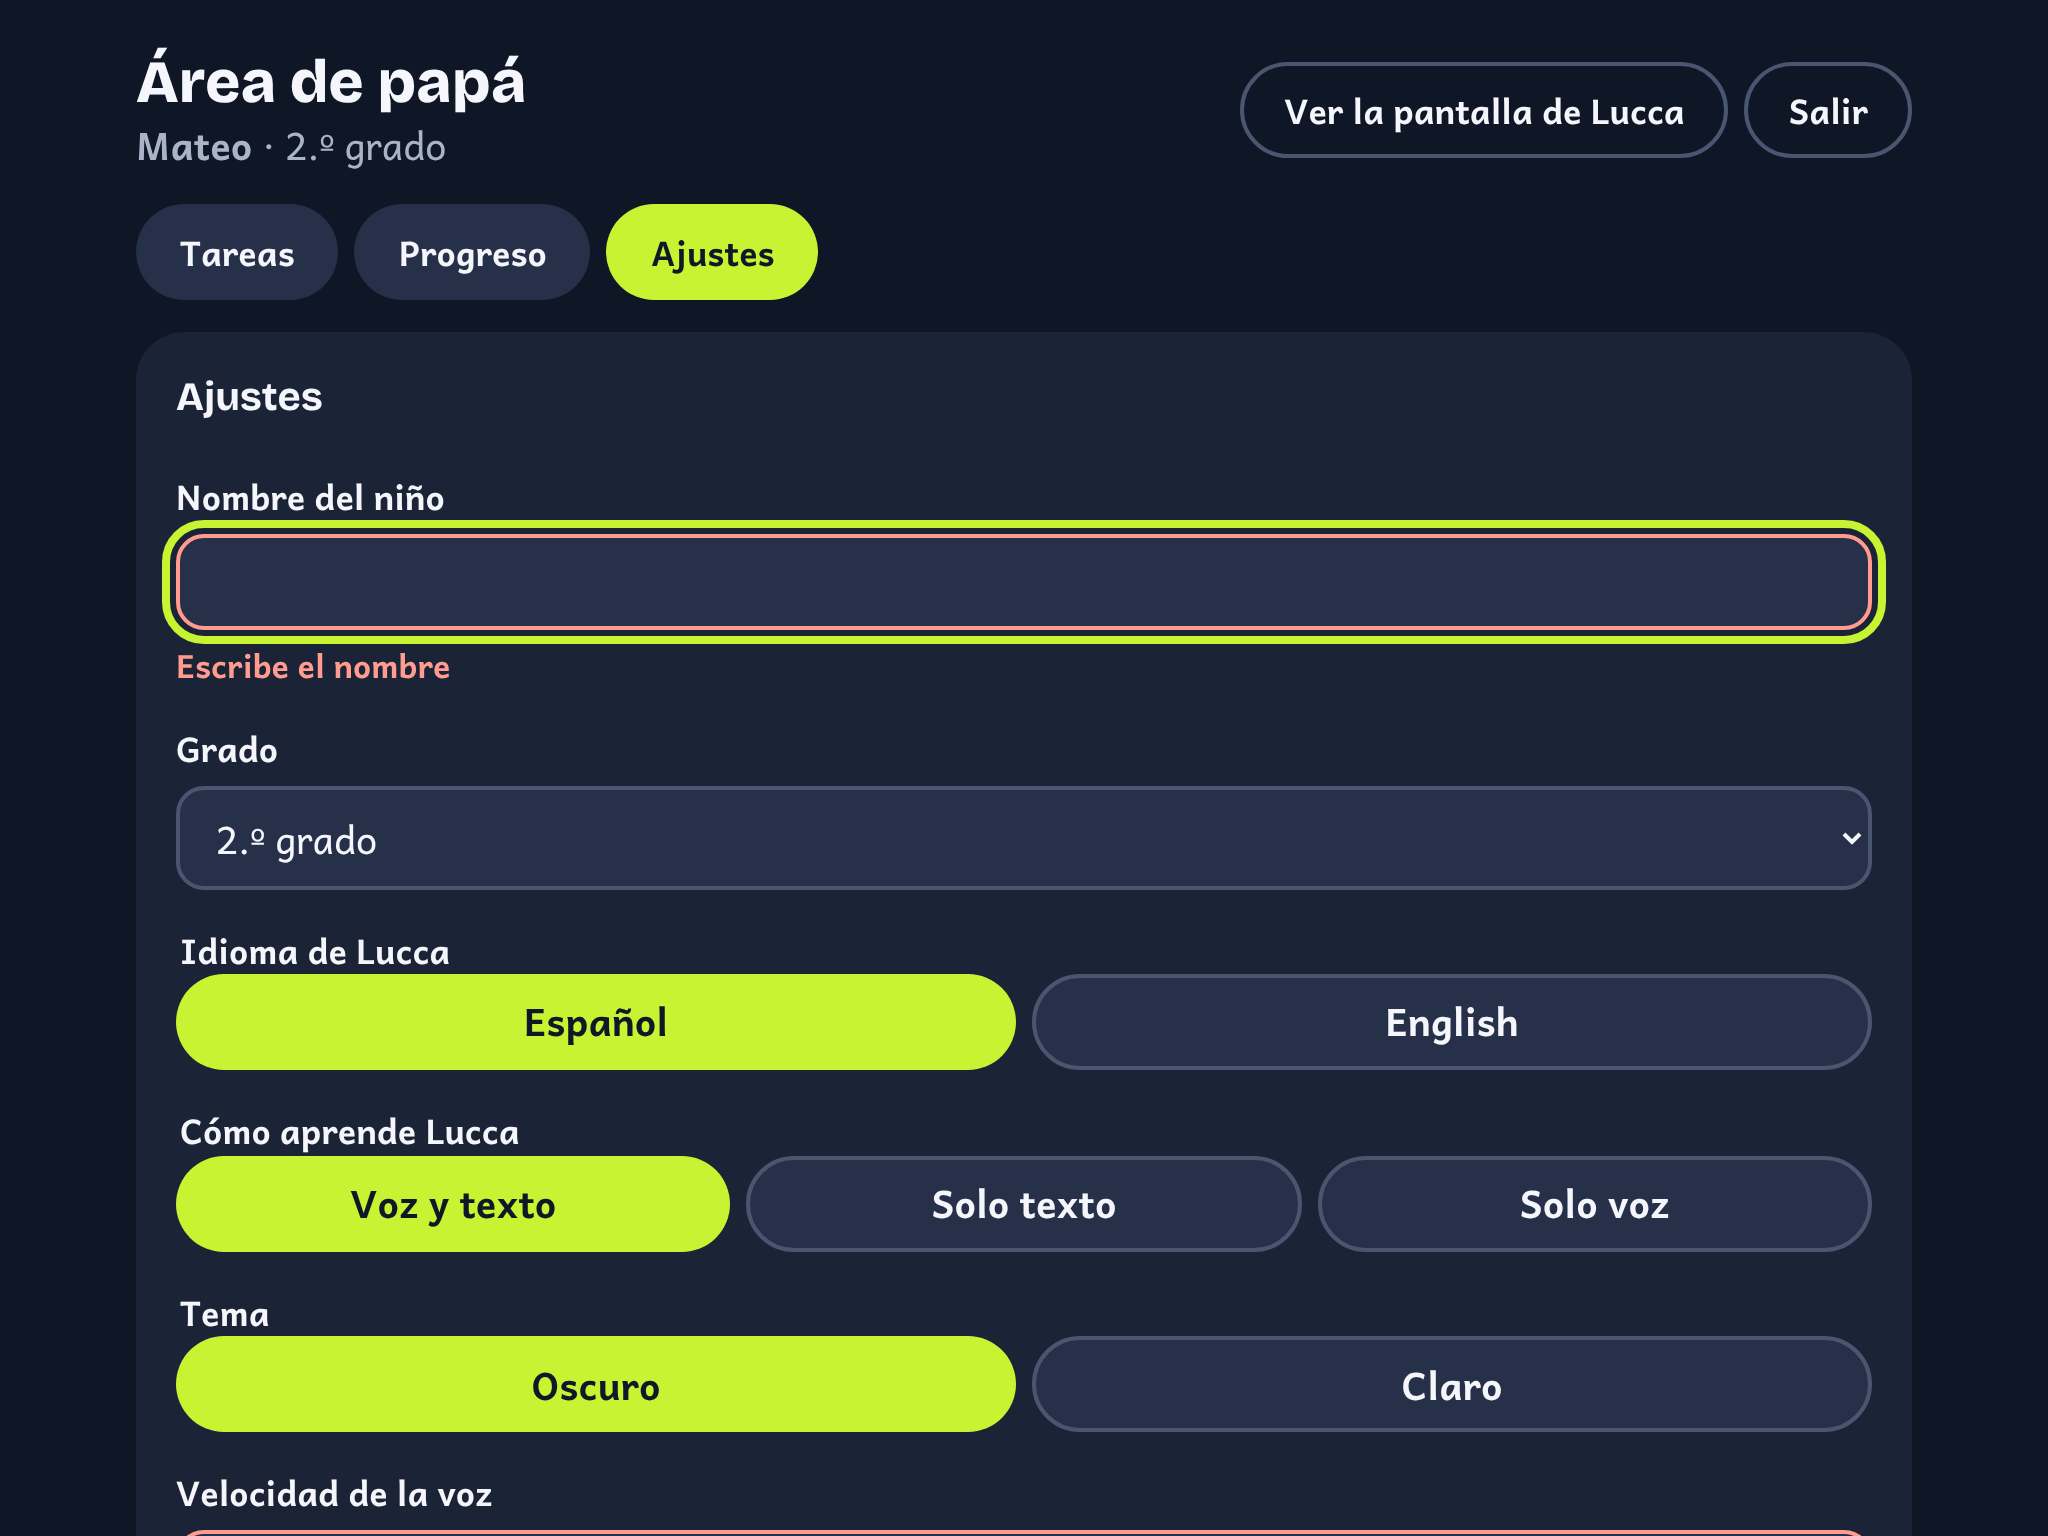 Área de papá
Mateo · 2.º grado
Ver la pantalla de Lucca
Salir
Tareas
Progreso
Ajustes
Ajustes
Nombre del niño
Escribe el nombre
Grado
2.º grado
Idioma de Lucca
Español
English
Cómo aprende Lucca
Voz y texto
Solo texto
Solo voz
Tema
Oscuro
Claro
Velocidad de la voz